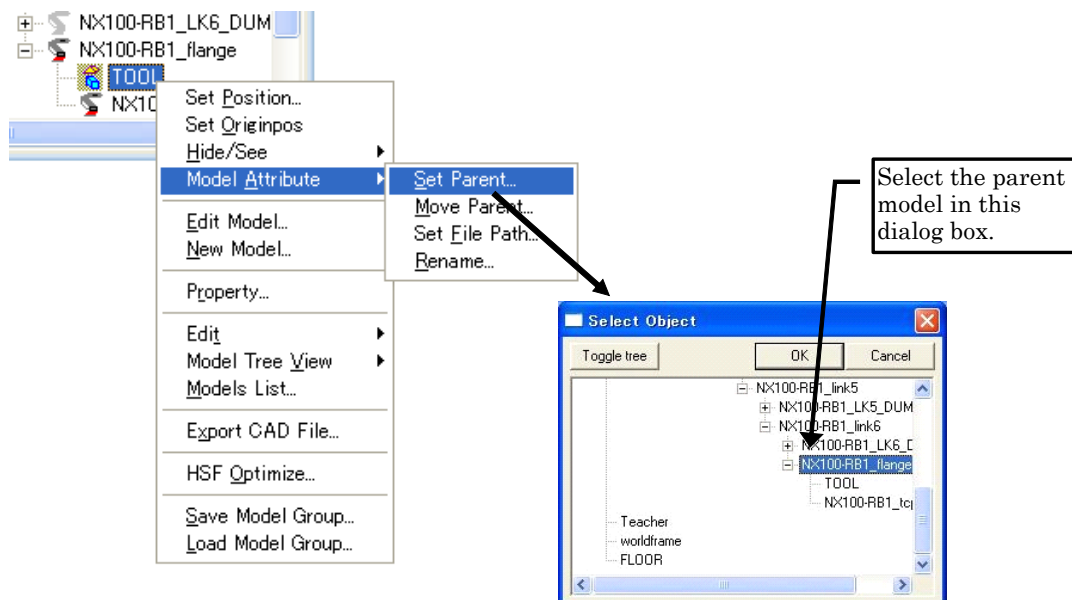 NX100-RB1_LK6_DUM
NX100-RB1_flange
TOOL
NX10
Set Position...
Set Originpos
Hide/See
Model Attribute
Edit Model...
New Model...
Property...
Edit
Model Tree View
Models List...
Export CAD File...
HSF Optimize...
Save Model Group...
Load Model Group...
Set Parent...
Move Parent...
Set File Path...
Rename...
Select the parent
model in this
dialog box.
Select Object
Toggle tree
OK
Cancel
NX100-RB1_link5
NX100-RB1_LK5_DUM
NX100-RB1_link6
NX100-RB1_LK6_D
NX100-RB1_flange
TOOL
NX100-RB1_tcp
Teacher
worldframe
FLOOR